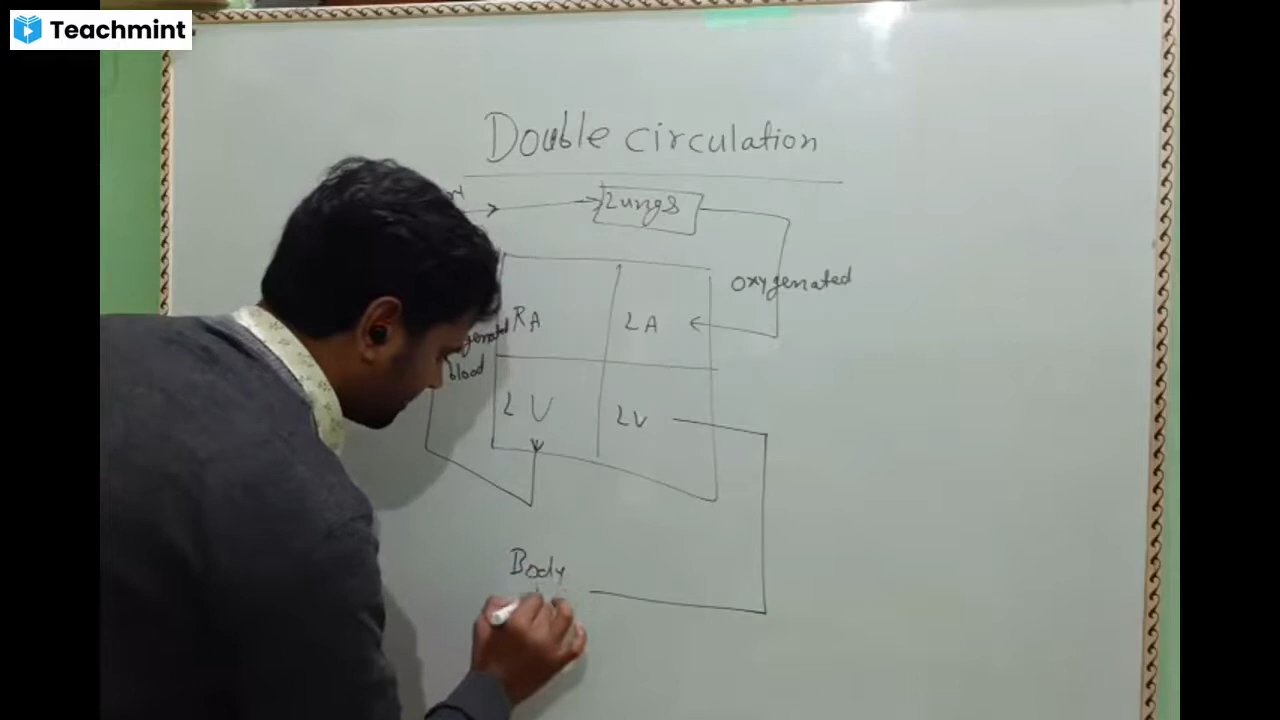 Teachmint
Double circulation
Lungs
oxygenated
RA
LA
blood
LV
LV
Body